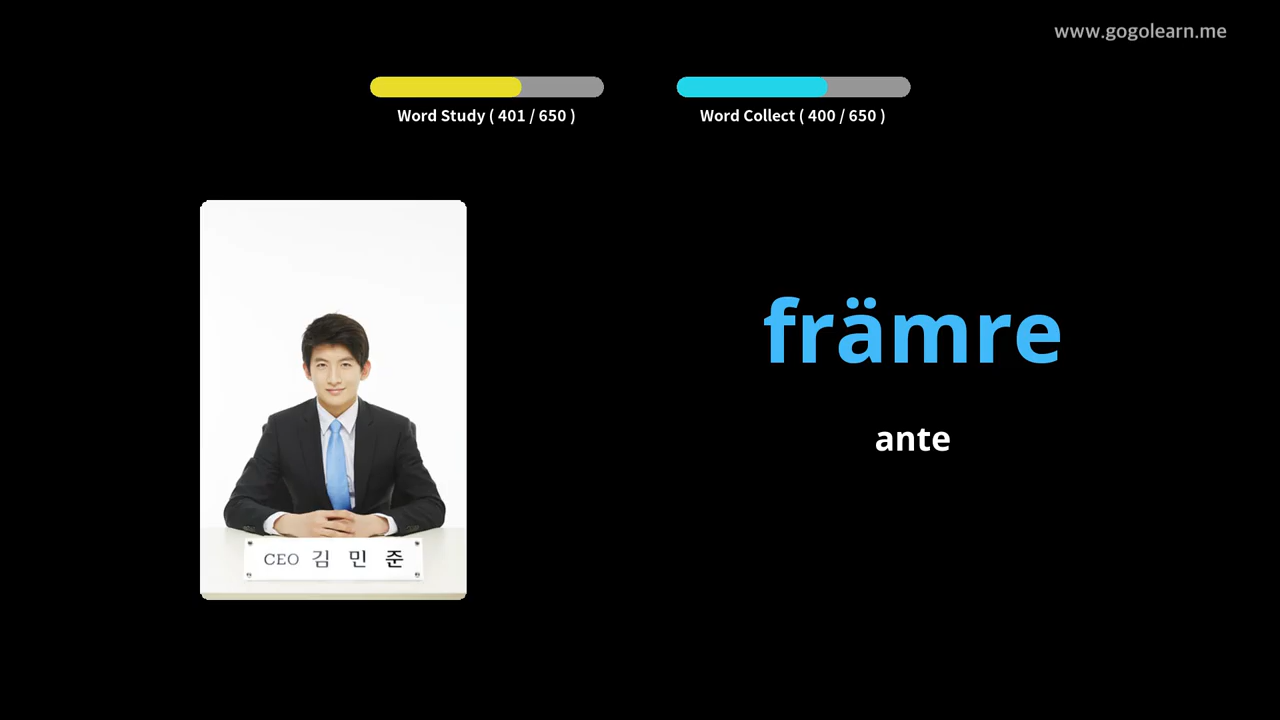 www.gogolearn.me
Word Study ( 401 / 650 )
Word Collect ( 400 / 650 )
främre
ante
CEO 김 민 준